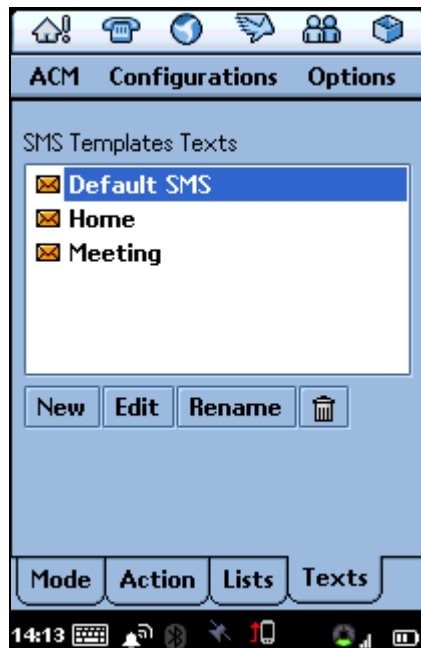 ACM Configurations Options
SMS Templates Texts
Default SMS
Home
Meeting
New Edit Rename
Mode Action Lists Texts
14:13